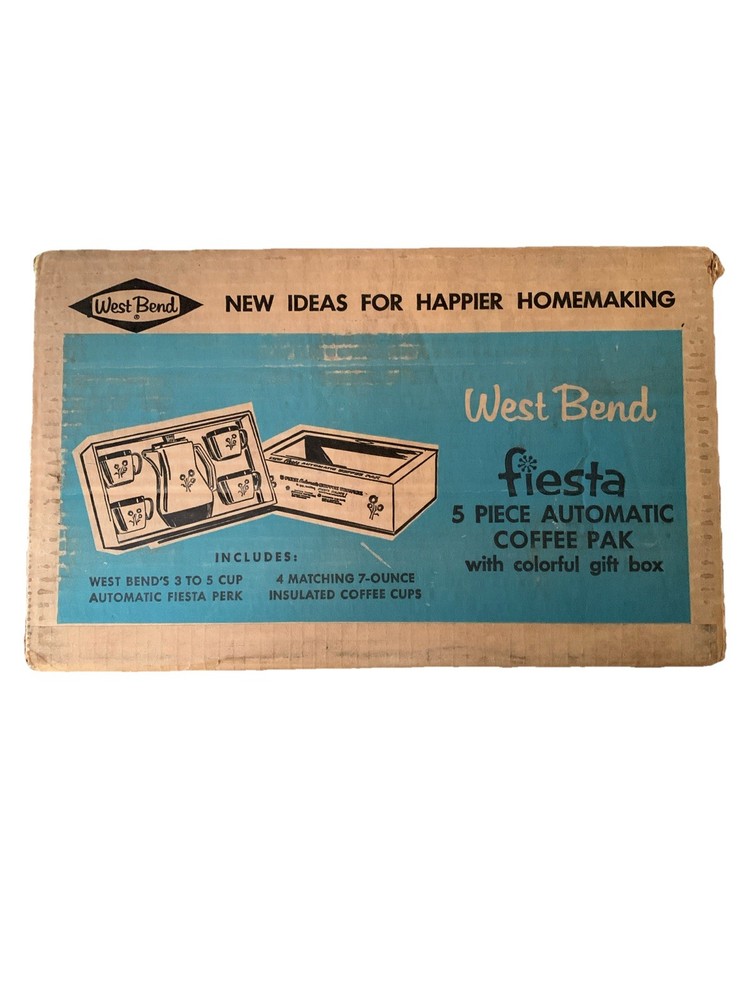 West Bend
®
NEW IDEAS FOR HAPPIER HOMEMAKING
West Bend
fiesta
5 PIECE AUTOMATIC
COFFEE PAK
with colorful gift box
INCLUDES:
WEST BEND'S 3 TO 5 CUP
AUTOMATIC FIESTA PERK
4 MATCHING 7-OUNCE
INSULATED COFFEE CUPS